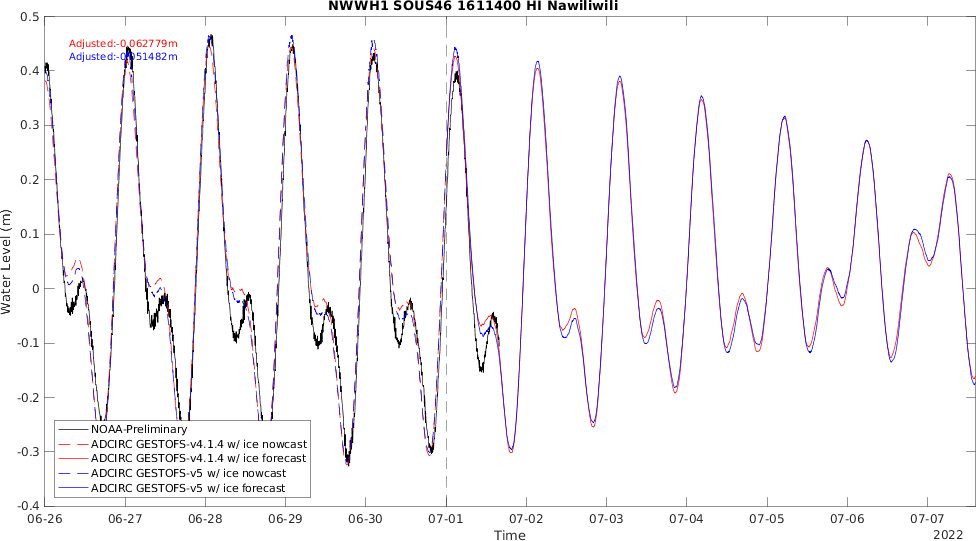 NWWH1 SOUS46 1611400 HI Nawiliwili
Adjusted:-0.062779m
Adjusted:-0.051482m
0.5
0.4
0.3
0.2
0.1
0
-0.1
-0.2
-0.3
-0.4
Water Level (m)
NOAA-Preliminary
ADCIRC GESTOFS-v4.1.4 w/ ice nowcast
ADCIRC GESTOFS-v4.1.4 w/ ice forecast
ADCIRC GESTOFS-v5 w/ ice nowcast
ADCIRC GESTOFS-v5 w/ ice forecast
06-26 06-27 06-28 06-29 06-30 07-01 07-02 07-03 07-04 07-05 07-06 07-07
Time
2022